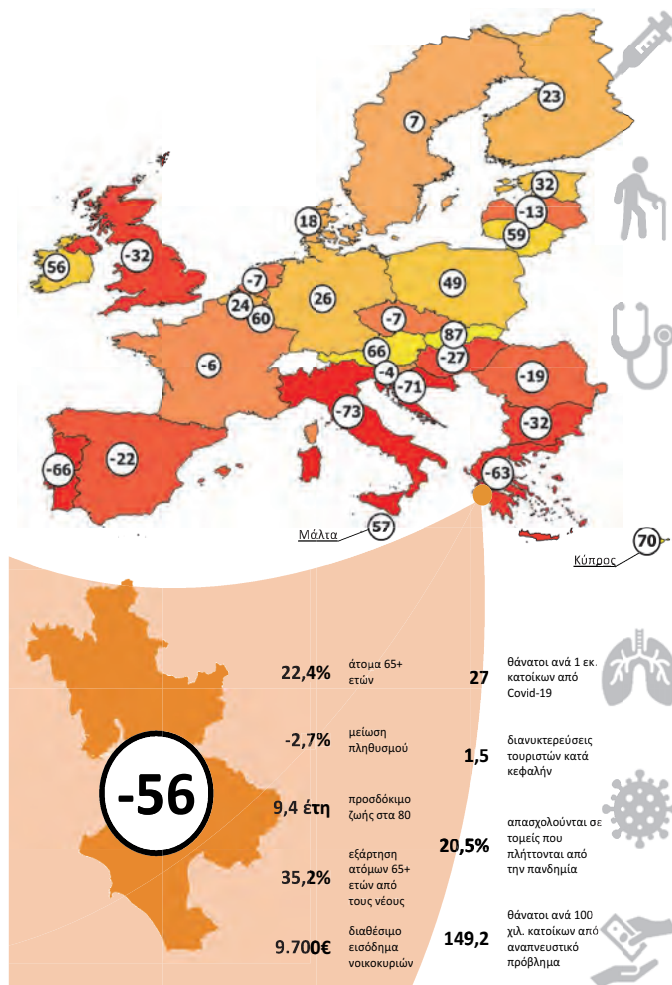 7
23
32
-13
59
18
56
-32
-7
24
60
26
49
-7
87
66
-27
-4
-71
-6
-19
-73
-32
-22
-66
-63
57
Μάλτα
70
Κύπρος
-56
22,4%
άτομα 65+
ετών
-2,7%
μείωση
πληθυσμού
9,4 έτη
προσδόκιμο
ζωής στα 80
35,2%
εξάρτηση
ατόμων 65+
ετών από
τους νέους
9.700€
διαθέσιμο
εισόδημα
νοικοκυριών
27
θάνατοι ανά 1 εκ.
κατοίκων από
Covid-19
1,5
διανυκτερεύσεις
τουριστών κατά
κεφαλήν
20,5%
απασχολούνται σε
τομείς που
πλήττονται από
την πανδημία
149,2
θάνατοι ανά 100
χιλ. κατοίκων από
αναπνευστικό
πρόβλημα